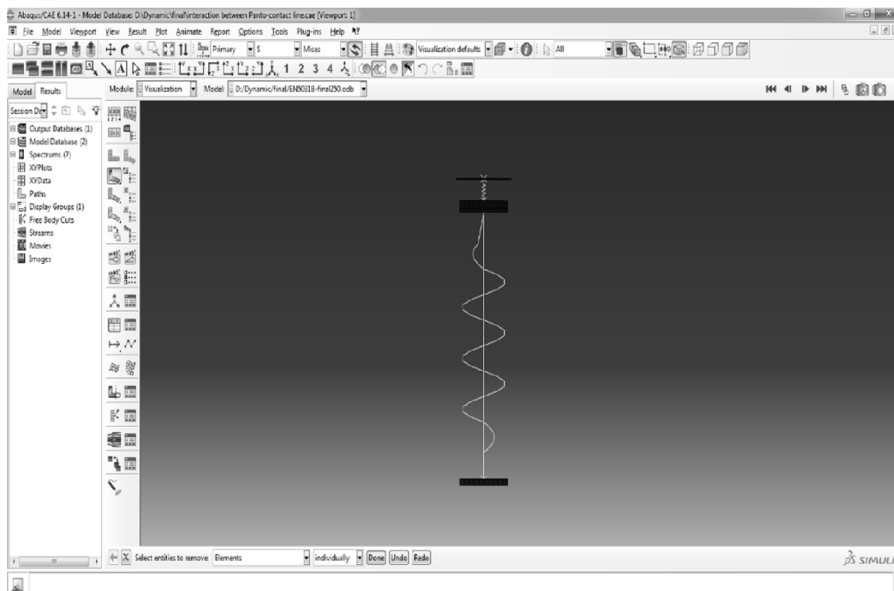 Abaqus/CAE 6.14-1 - Model Database: D:\Dynamic\final\interaction between Panto-contact line.cae [Viewport: 1]
File Model Viewport View Result Plot Animate Report Options Tools Plug-ins Help
Primary S Mises Visualization defaults All
1 2 3 4
Model Results Module: Visualization Model: D:/Dynamic/final/EN50318-final250.odb
Output Databases (1)
Model Database (2)
Spectrums (7)
XYPlots
XYData
Paths
Display Groups (1)
Free Body Cuts
Streams
Movies
Images
X Select entities to remove: Elements individually Done Undo Redo
SIMULI